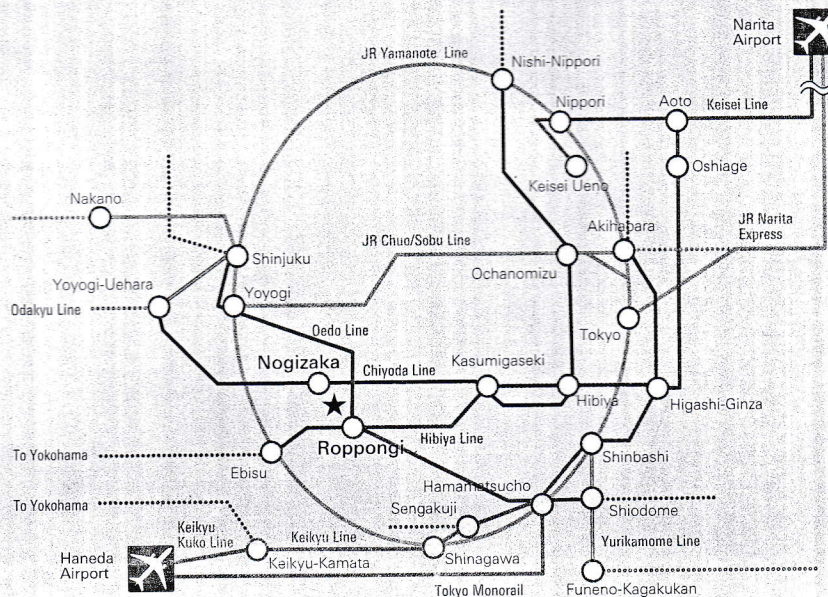 Narita
Airport
JR Yamanote Line
Nishi-Nippori
Nippori
Aoto
Keisei Line
Keisei Ueno
Oshiage
Nakano
Akihabara
JR Narita
Express
JR Chuo/Sobu Line
Shinjuku
Ochanomizu
Yoyogi-Uehara
Yoyogi
Odakyu Line
Oedo Line
Tokyo
Nogizaka
Chiyoda Line
Kasumigaseki
Hibiya
Higashi-Ginza
Roppongi
Hibiya Line
To Yokohama
Ebisu
Shinbashi
Hamamatsucho
To Yokohama
Sengakuji
Shiodome
Keikyu
Kuko Line
Keikyu Line
Yurikamome Line
Haneda
Airport
Keikyu-Kamata
Shinagawa
Tokyo Monorail
Funeno-Kagakukan